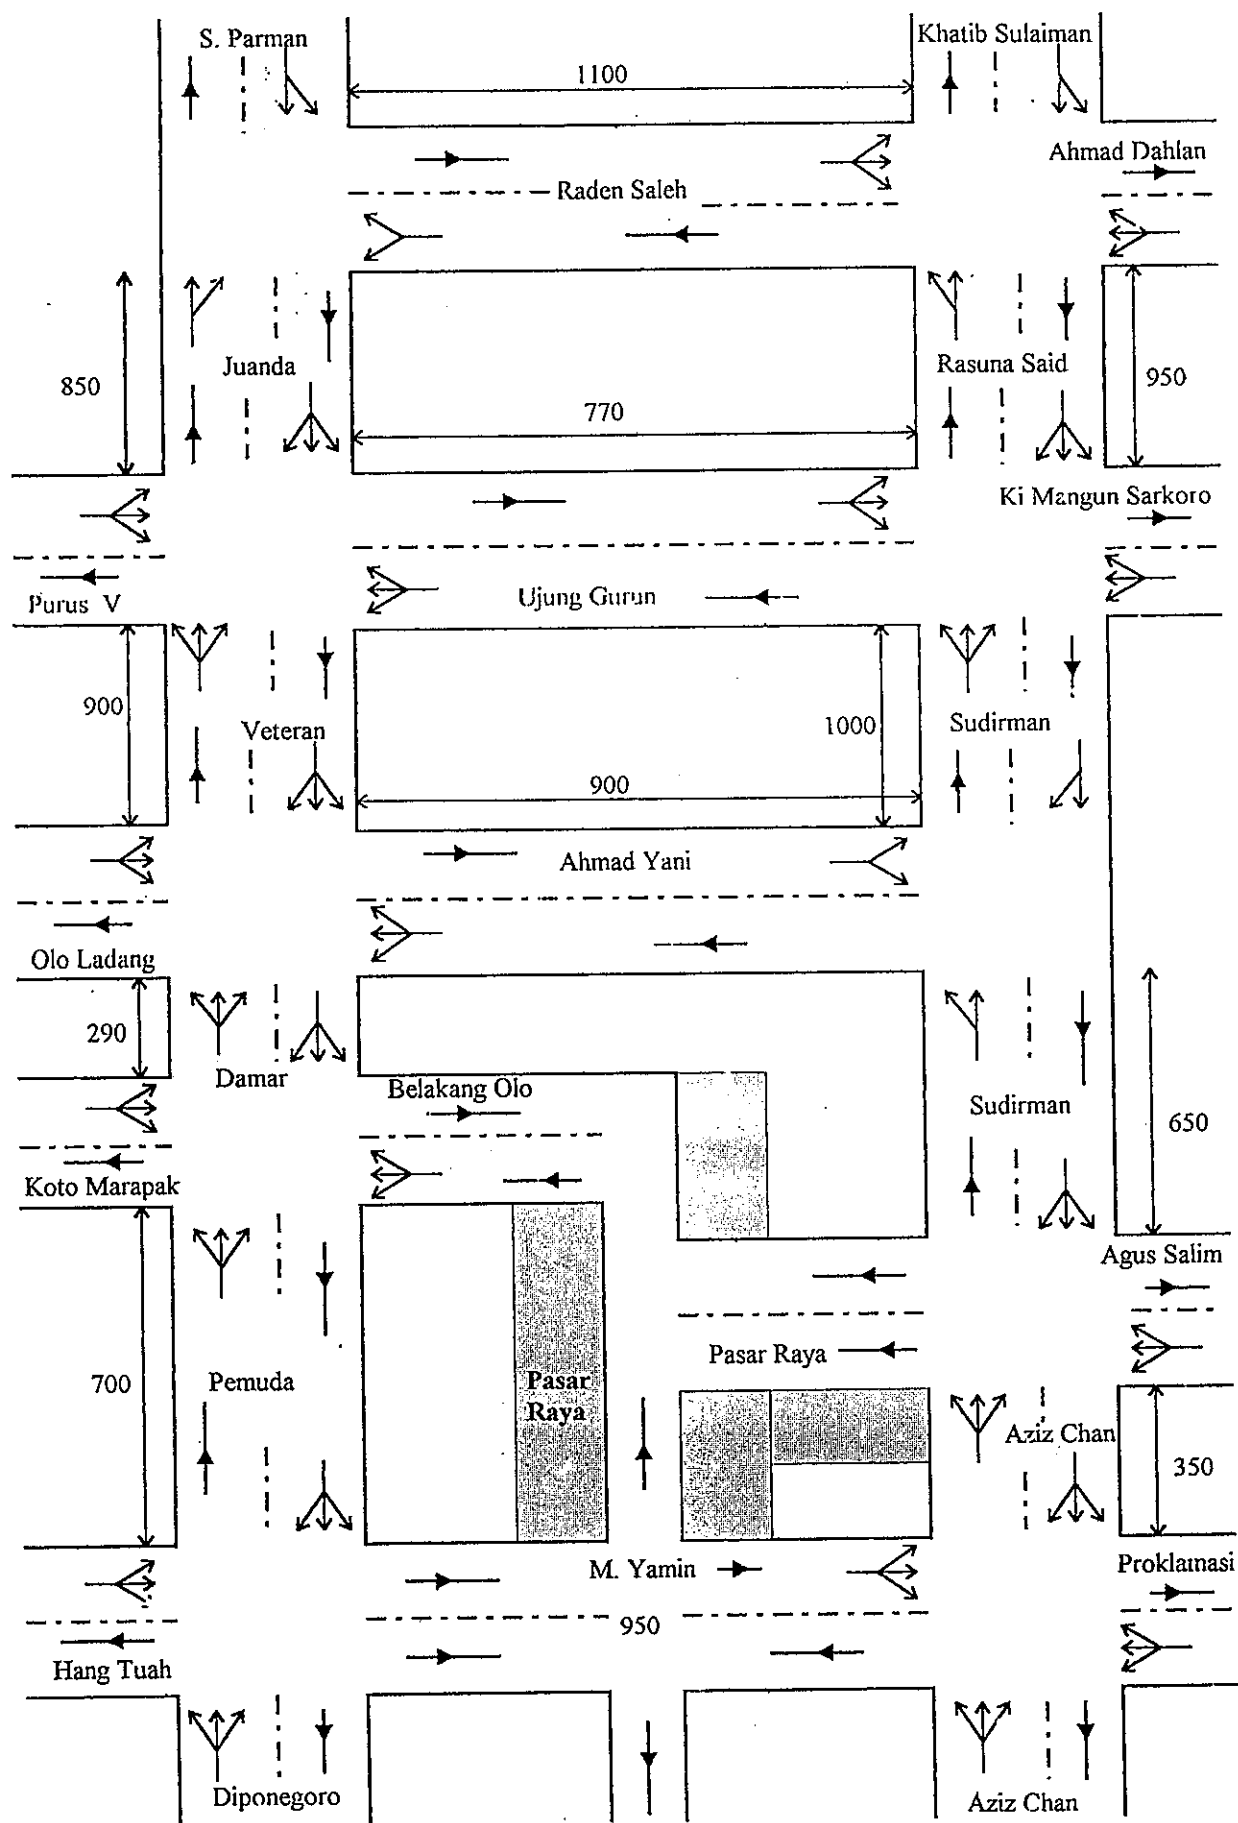 S. Parman
Khatib Sulaiman
1100
Ahmad Dahlan
Raden Saleh
Juanda
Rasuna Said
850
950
770
Ki Mangun Sarkoro
Purus V
Ujung Gurun
900
Veteran
1000
Sudirman
900
Ahmad Yani
Olo Ladang
290
Damar
Belakang Olo
Sudirman
650
Koto Marapak
Agus Salim
Pasar Raya
700
Pemuda
Pasar
Raya
Aziz Chan
350
M. Yamin
Proklamasi
950
Hang Tuah
Diponegoro
Aziz Chan